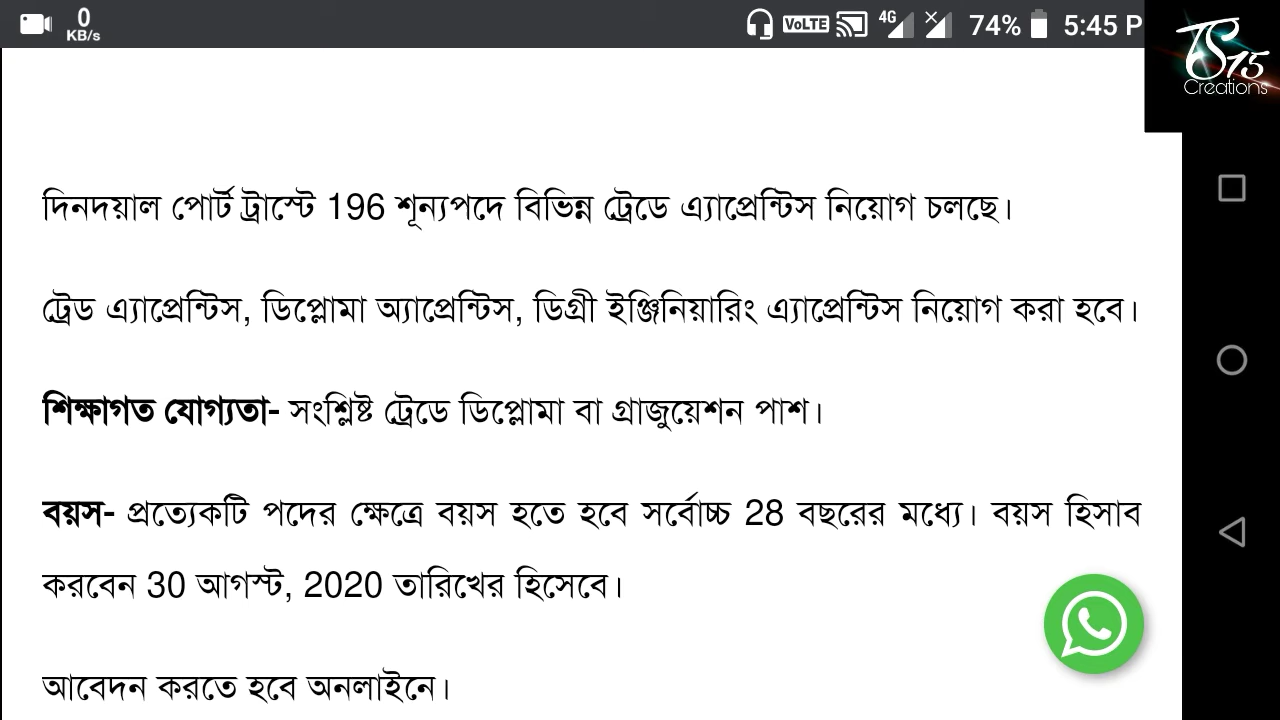 0
KB/s
VoLTE
4G
74%
5:45 P
TS15
Creations
দিনদয়াল পোর্ট ট্রাস্টে 196 শূন্যপদে বিভিন্ন ট্রেডে এ্যাপ্রেন্টিস নিয়োগ চলছে।
ট্রেড এ্যাপ্রেন্টিস, ডিপ্লোমা অ্যাপ্রেন্টিস, ডিগ্রী ইঞ্জিনিয়ারিং এ্যাপ্রেন্টিস নিয়োগ করা হবে।
শিক্ষাগত যোগ্যতা- সংশ্লিষ্ট ট্রেডে ডিপ্লোমা বা গ্রাজুয়েশন পাশ।
বয়স- প্রত্যেকটি পদের ক্ষেত্রে বয়স হতে হবে সর্বোচ্চ 28 বছরের মধ্যে। বয়স হিসাব
করবেন 30 আগস্ট, 2020 তারিখের হিসেবে।
আবেদন করতে হবে অনলাইনে।